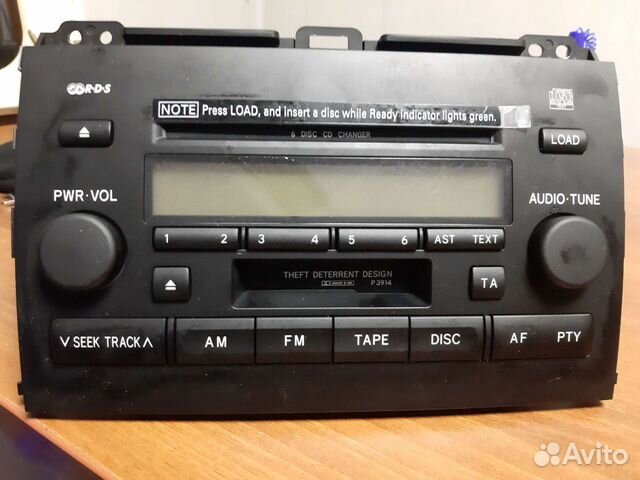 R·D·S
NOTE Press LOAD, and insert a disc while Ready indicator lights green.
6 DISC CD CHANGER
LOAD
PWR·VOL
AUDIO·TUNE
1 2 3 4 5 6 AST TEXT
THEFT DETERRENT DESIGN
P3914
TA
∨ SEEK TRACK ∧ AM FM TAPE DISC AF PTY
Avito